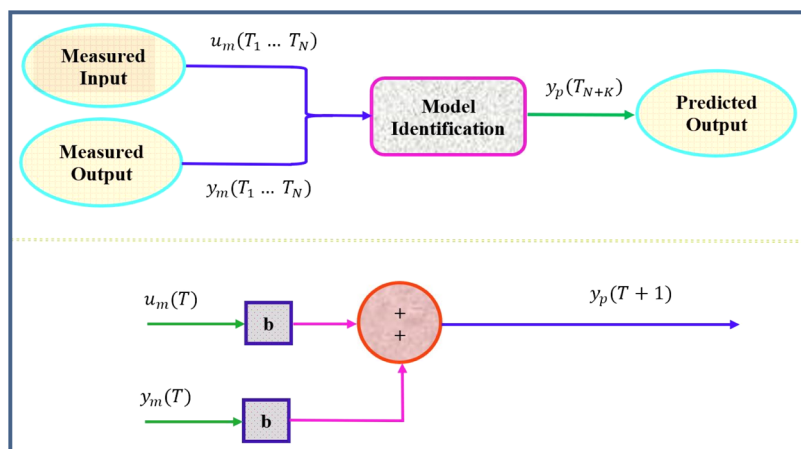 Measured
Input
u_m(T_1 ... T_N)
Measured
Output
y_m(T_1 ... T_N)
Model
Identification
y_p(T_{N+K})
Predicted
Output
u_m(T)
b
+
+
y_p(T + 1)
y_m(T)
b